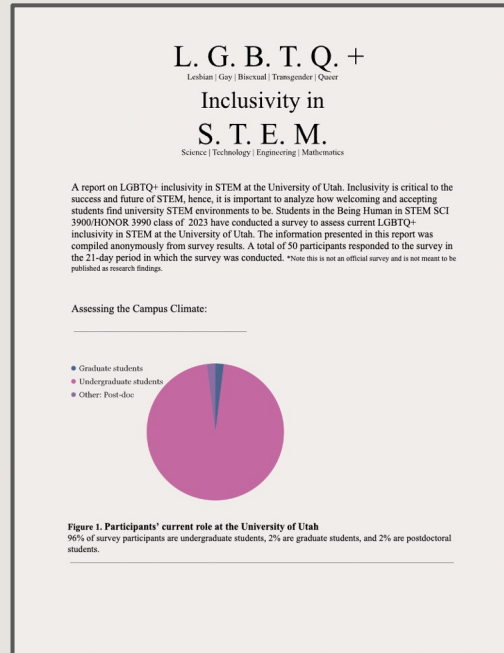 L. G. B. T. Q. +
Lesbian | Gay | Bisexual | Transgender | Queer
Inclusivity in
S. T. E. M.
Science | Technology | Engineering | Mathematics
A report on LGBTQ+ inclusivity in STEM at the University of Utah. Inclusivity is critical to the
success and future of STEM, hence, it is important to analyze how welcoming and accepting
students find university STEM environments to be. Students in the Being Human in STEM SCI
3900/HONOR 3990 class of 2023 have conducted a survey to assess current LGBTQ+
inclusivity in STEM at the University of Utah. The information presented in this report was
compiled anonymously from survey results. A total of 50 participants responded to the survey in
the 21-day period in which the survey was conducted. *Note this is not an official survey and is not meant to be
published as research findings.
Assessing the Campus Climate:
Graduate students
Undergraduate students
Other: Post-doc
Figure 1. Participants' current role at the University of Utah
96% of survey participants are undergraduate students, 2% are graduate students, and 2% are postdoctoral
students.